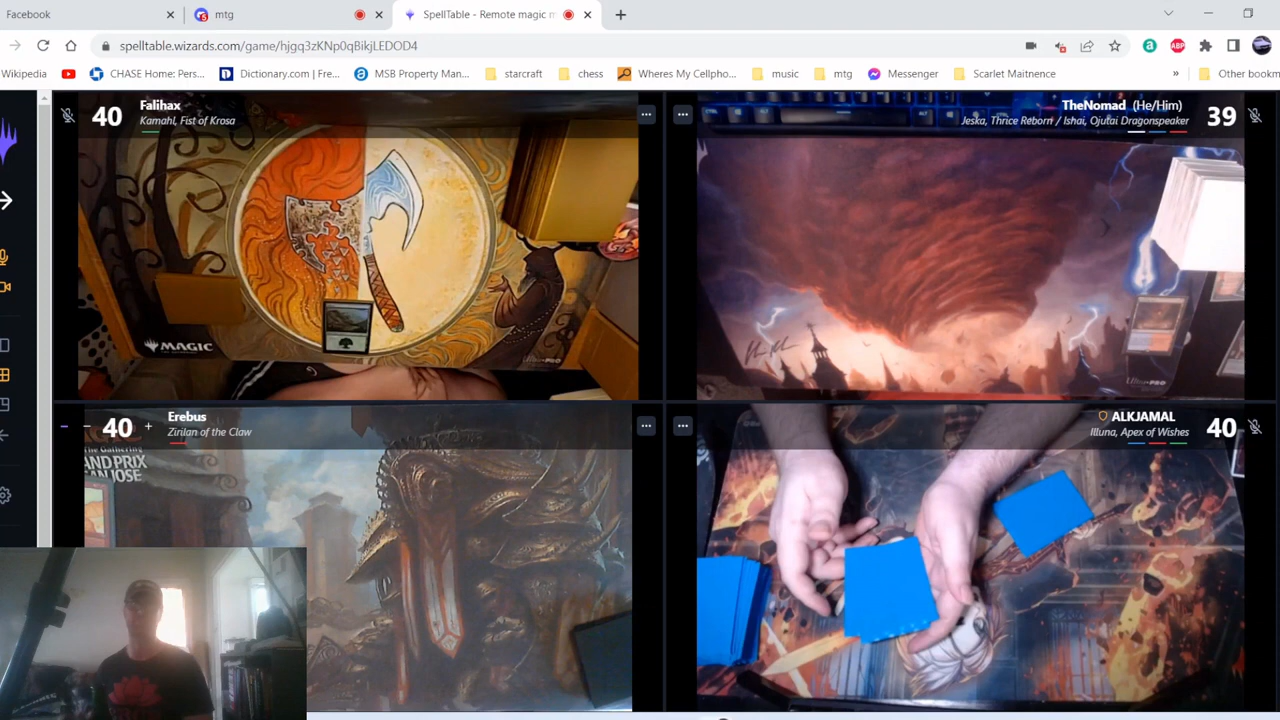 Facebook
mtg
SpellTable - Remote magic m
spelltable.wizards.com/game/hjgq3zKNp0qBikjLEDOD4
Wikipedia
CHASE Home: Pers...
Dictionary.com | Fre...
MSB Property Man...
starcraft
chess
Wheres My Cellpho...
music
mtg
Messenger
Scarlet Maitnence
»
Other bookm
40
Falihax
Kamahl, Fist of Krosa
TheNomad (He/Him)
Jeska, Thrice Reborn / Ishai, Ojutai Dragonspeaker
39
MAGIC
- 40 +
Erebus
Zirilan of the Claw
ALKJAMAL
Illuna, Apex of Wishes
40
The Gathering
AND PRIX
AN JOSE